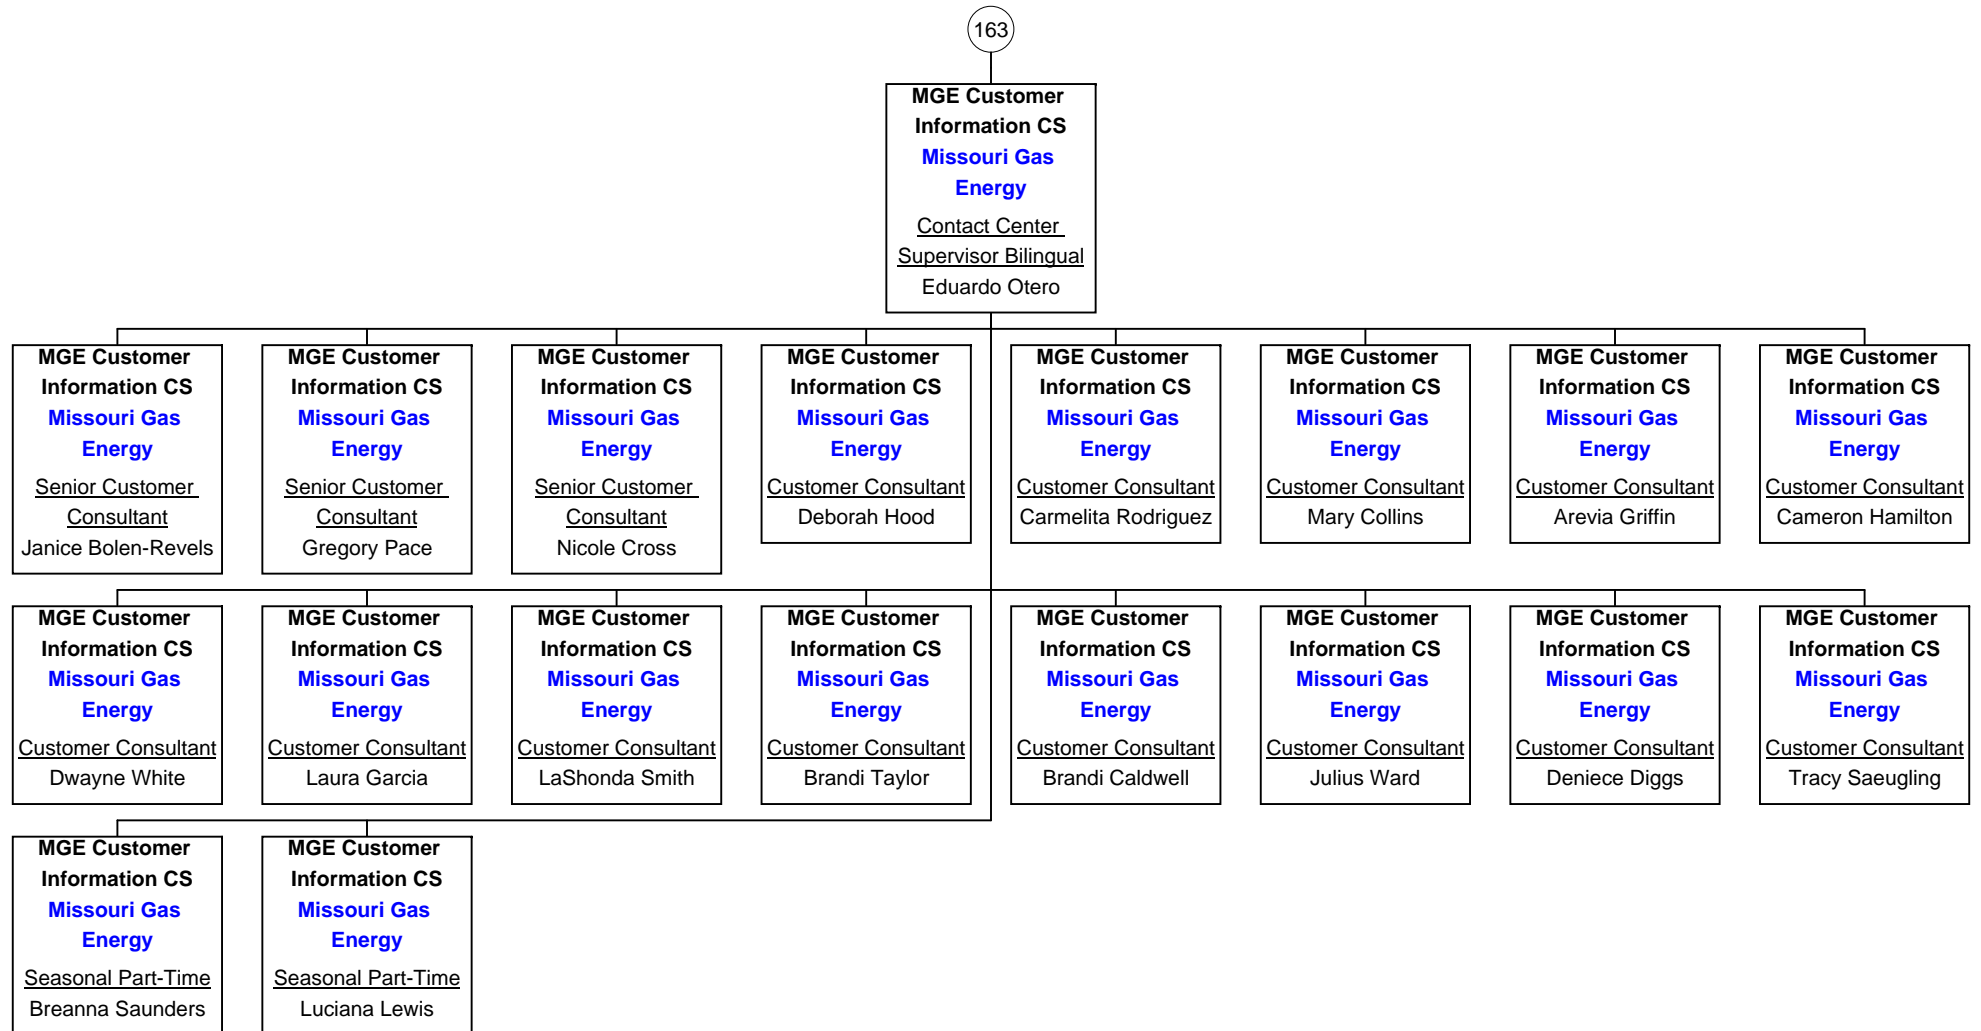 163
MGE Customer
Information CS
Missouri Gas
Energy
Contact Center
Supervisor Bilingual
Eduardo Otero
MGE Customer
Information CS
Missouri Gas
Energy
Senior Customer
Consultant
Janice Bolen-Revels
MGE Customer
Information CS
Missouri Gas
Energy
Senior Customer
Consultant
Gregory Pace
MGE Customer
Information CS
Missouri Gas
Energy
Senior Customer
Consultant
Nicole Cross
MGE Customer
Information CS
Missouri Gas
Energy
Customer Consultant
Deborah Hood
MGE Customer
Information CS
Missouri Gas
Energy
Customer Consultant
Carmelita Rodriguez
MGE Customer
Information CS
Missouri Gas
Energy
Customer Consultant
Mary Collins
MGE Customer
Information CS
Missouri Gas
Energy
Customer Consultant
Arevia Griffin
MGE Customer
Information CS
Missouri Gas
Energy
Customer Consultant
Cameron Hamilton
MGE Customer
Information CS
Missouri Gas
Energy
Customer Consultant
Dwayne White
MGE Customer
Information CS
Missouri Gas
Energy
Customer Consultant
Laura Garcia
MGE Customer
Information CS
Missouri Gas
Energy
Customer Consultant
LaShonda Smith
MGE Customer
Information CS
Missouri Gas
Energy
Customer Consultant
Brandi Taylor
MGE Customer
Information CS
Missouri Gas
Energy
Customer Consultant
Brandi Caldwell
MGE Customer
Information CS
Missouri Gas
Energy
Customer Consultant
Julius Ward
MGE Customer
Information CS
Missouri Gas
Energy
Customer Consultant
Deniece Diggs
MGE Customer
Information CS
Missouri Gas
Energy
Customer Consultant
Tracy Saeugling
MGE Customer
Information CS
Missouri Gas
Energy
Seasonal Part-Time
Breanna Saunders
MGE Customer
Information CS
Missouri Gas
Energy
Seasonal Part-Time
Luciana Lewis